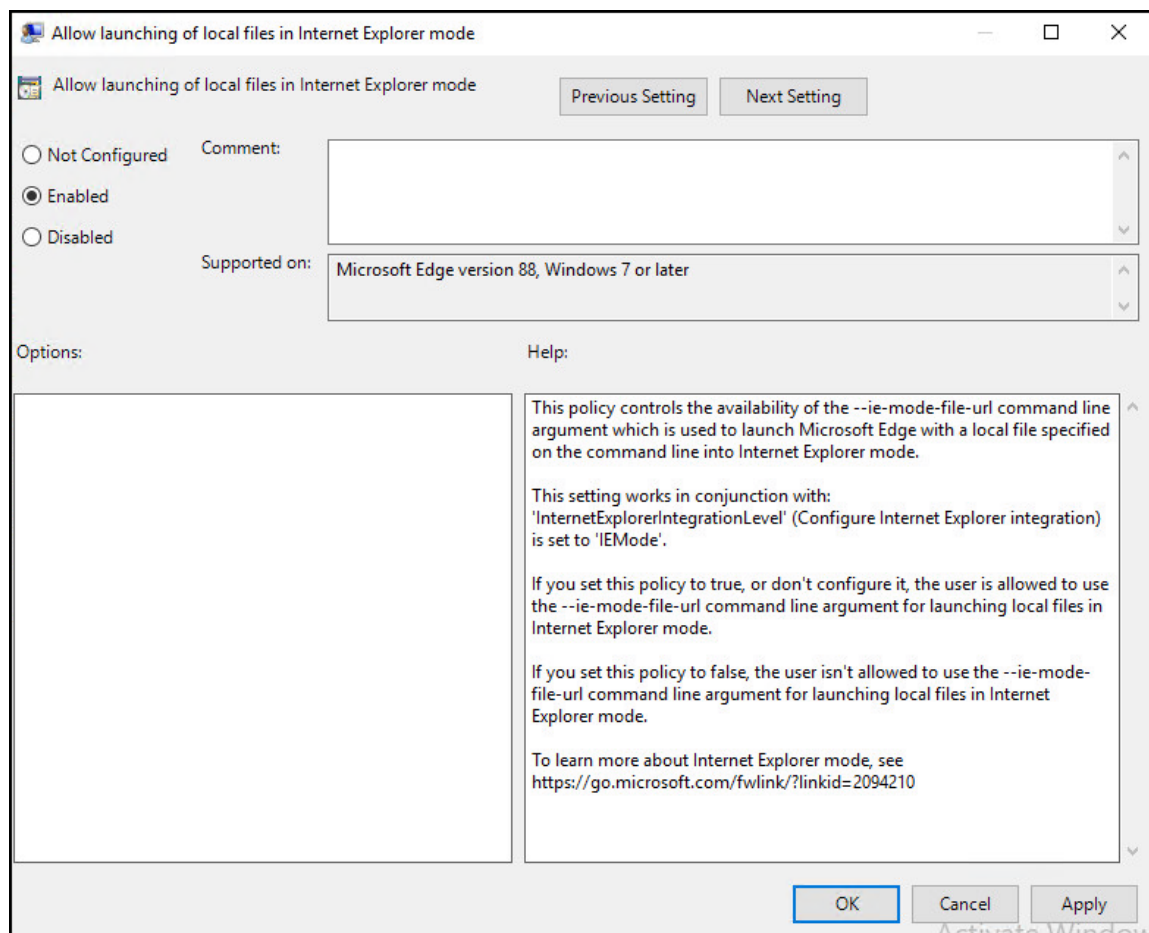 Allow launching of local files in Internet Explorer mode
Allow launching of local files in Internet Explorer mode
Previous Setting
Next Setting
Not Configured
Comment:
Enabled
Disabled
Supported on:
Microsoft Edge version 88, Windows 7 or later
Options:
Help:
This policy controls the availability of the --ie-mode-file-url command line
argument which is used to launch Microsoft Edge with a local file specified
on the command line into Internet Explorer mode.
This setting works in conjunction with:
'InternetExplorerIntegrationLevel' (Configure Internet Explorer integration)
is set to 'IEMode'.
If you set this policy to true, or don't configure it, the user is allowed to use
the --ie-mode-file-url command line argument for launching local files in
Internet Explorer mode.
If you set this policy to false, the user isn't allowed to use the --ie-mode-
file-url command line argument for launching local files in Internet
Explorer mode.
To learn more about Internet Explorer mode, see
https://go.microsoft.com/fwlink/?linkid=2094210
OK
Cancel
Apply
Activate Window